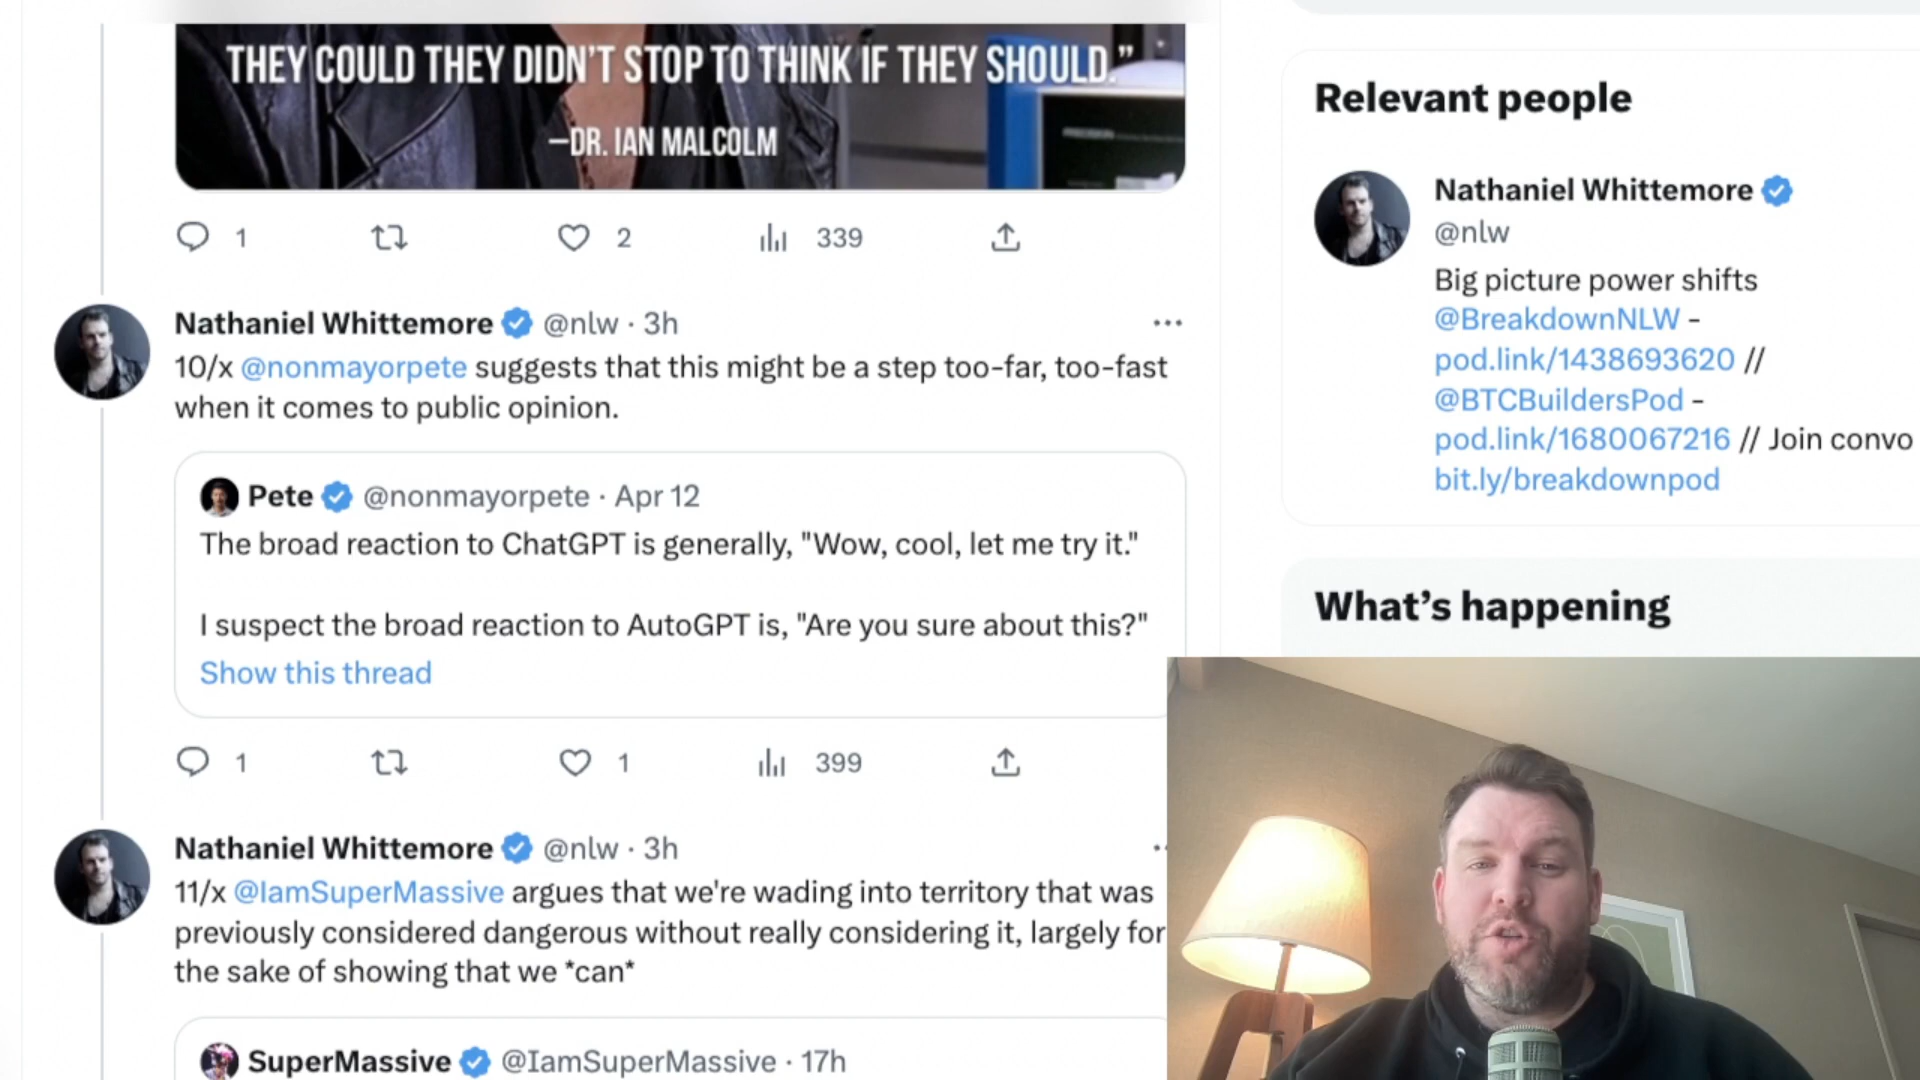 THEY COULD THEY DIDN'T STOP TO THINK IF THEY SHOULD."
—DR. IAN MALCOLM
1
2
339
Nathaniel Whittemore @nlw · 3h
10/x @nonmayorpete suggests that this might be a step too-far, too-fast
when it comes to public opinion.
Pete @nonmayorpete · Apr 12
The broad reaction to ChatGPT is generally, "Wow, cool, let me try it."
I suspect the broad reaction to AutoGPT is, "Are you sure about this?"
Show this thread
1
1
399
Nathaniel Whittemore @nlw · 3h
11/x @IamSuperMassive argues that we're wading into territory that was
previously considered dangerous without really considering it, largely for
the sake of showing that we *can*
SuperMassive @IamSuperMassive · 17h
Relevant people
Nathaniel Whittemore
@nlw
Big picture power shifts
@BreakdownNLW -
pod.link/1438693620 //
@BTCBuildersPod -
pod.link/1680067216 // Join convo
bit.ly/breakdownpod
What's happening